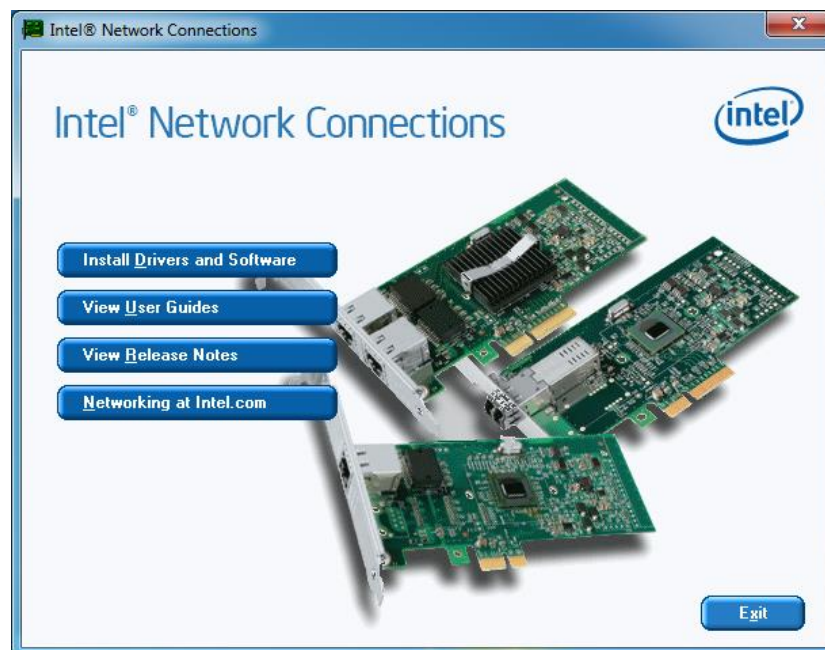 Intel® Network Connections
Intel® Network Connections
intel
Install Drivers and Software
View User Guides
View Release Notes
Networking at Intel.com
Exit